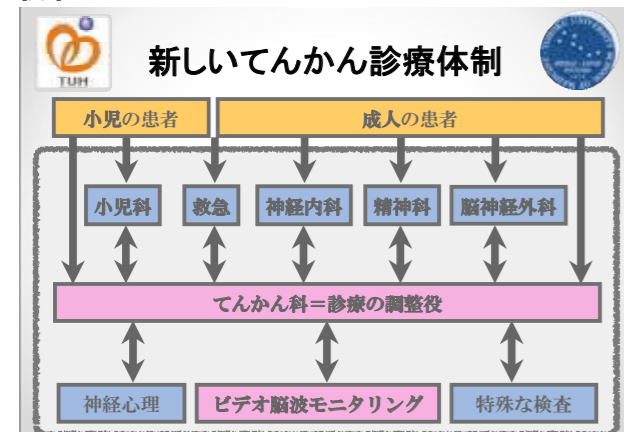 TUH
新しいてんかん診療体制
小児の患者
成人の患者
小児科
救急
神経内科
精神科
脳神経外科
てんかん科＝診療の調整役
神経心理
ビデオ脳波モニタリング
特殊な検査